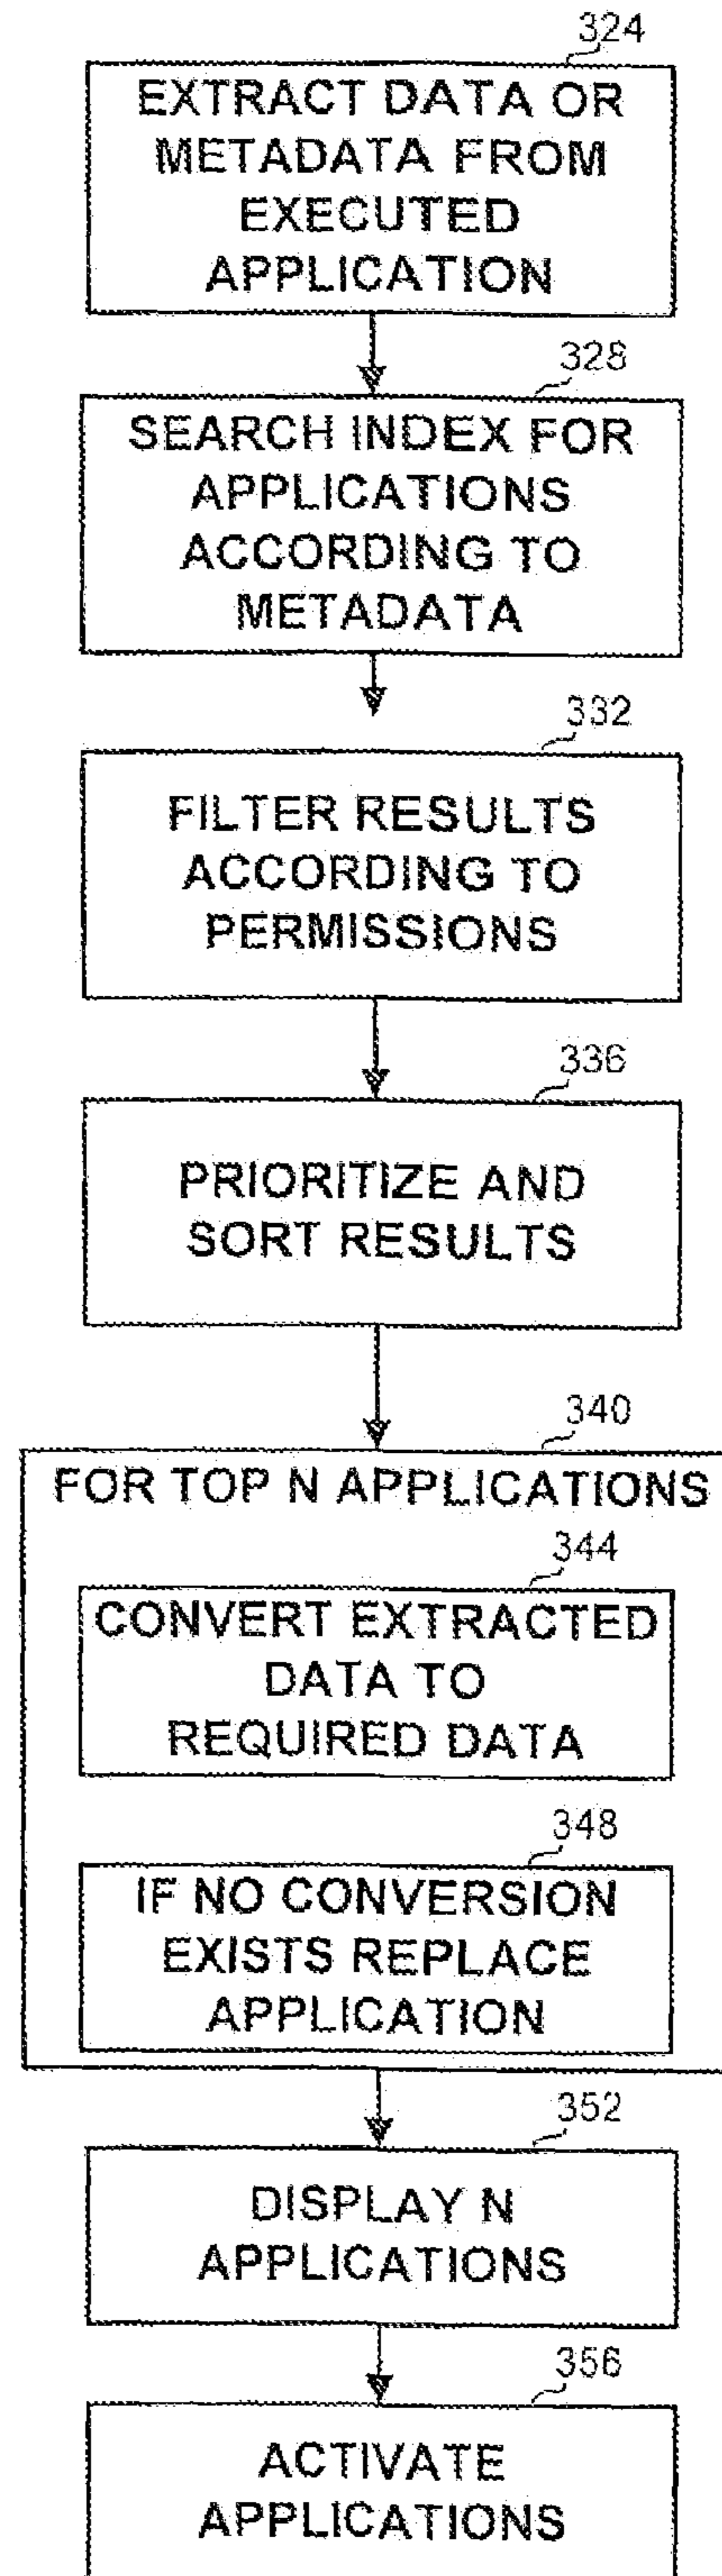 324
EXTRACT DATA OR
METADATA FROM
EXECUTED
APPLICATION
328
SEARCH INDEX FOR
APPLICATIONS
ACCORDING TO
METADATA
332
FILTER RESULTS
ACCORDING TO
PERMISSIONS
336
PRIORITIZE AND
SORT RESULTS
340
FOR TOP N APPLICATIONS
344
CONVERT EXTRACTED
DATA TO
REQUIRED DATA
348
IF NO CONVERSION
EXISTS REPLACE
APPLICATION
352
DISPLAY N
APPLICATIONS
356
ACTIVATE
APPLICATIONS